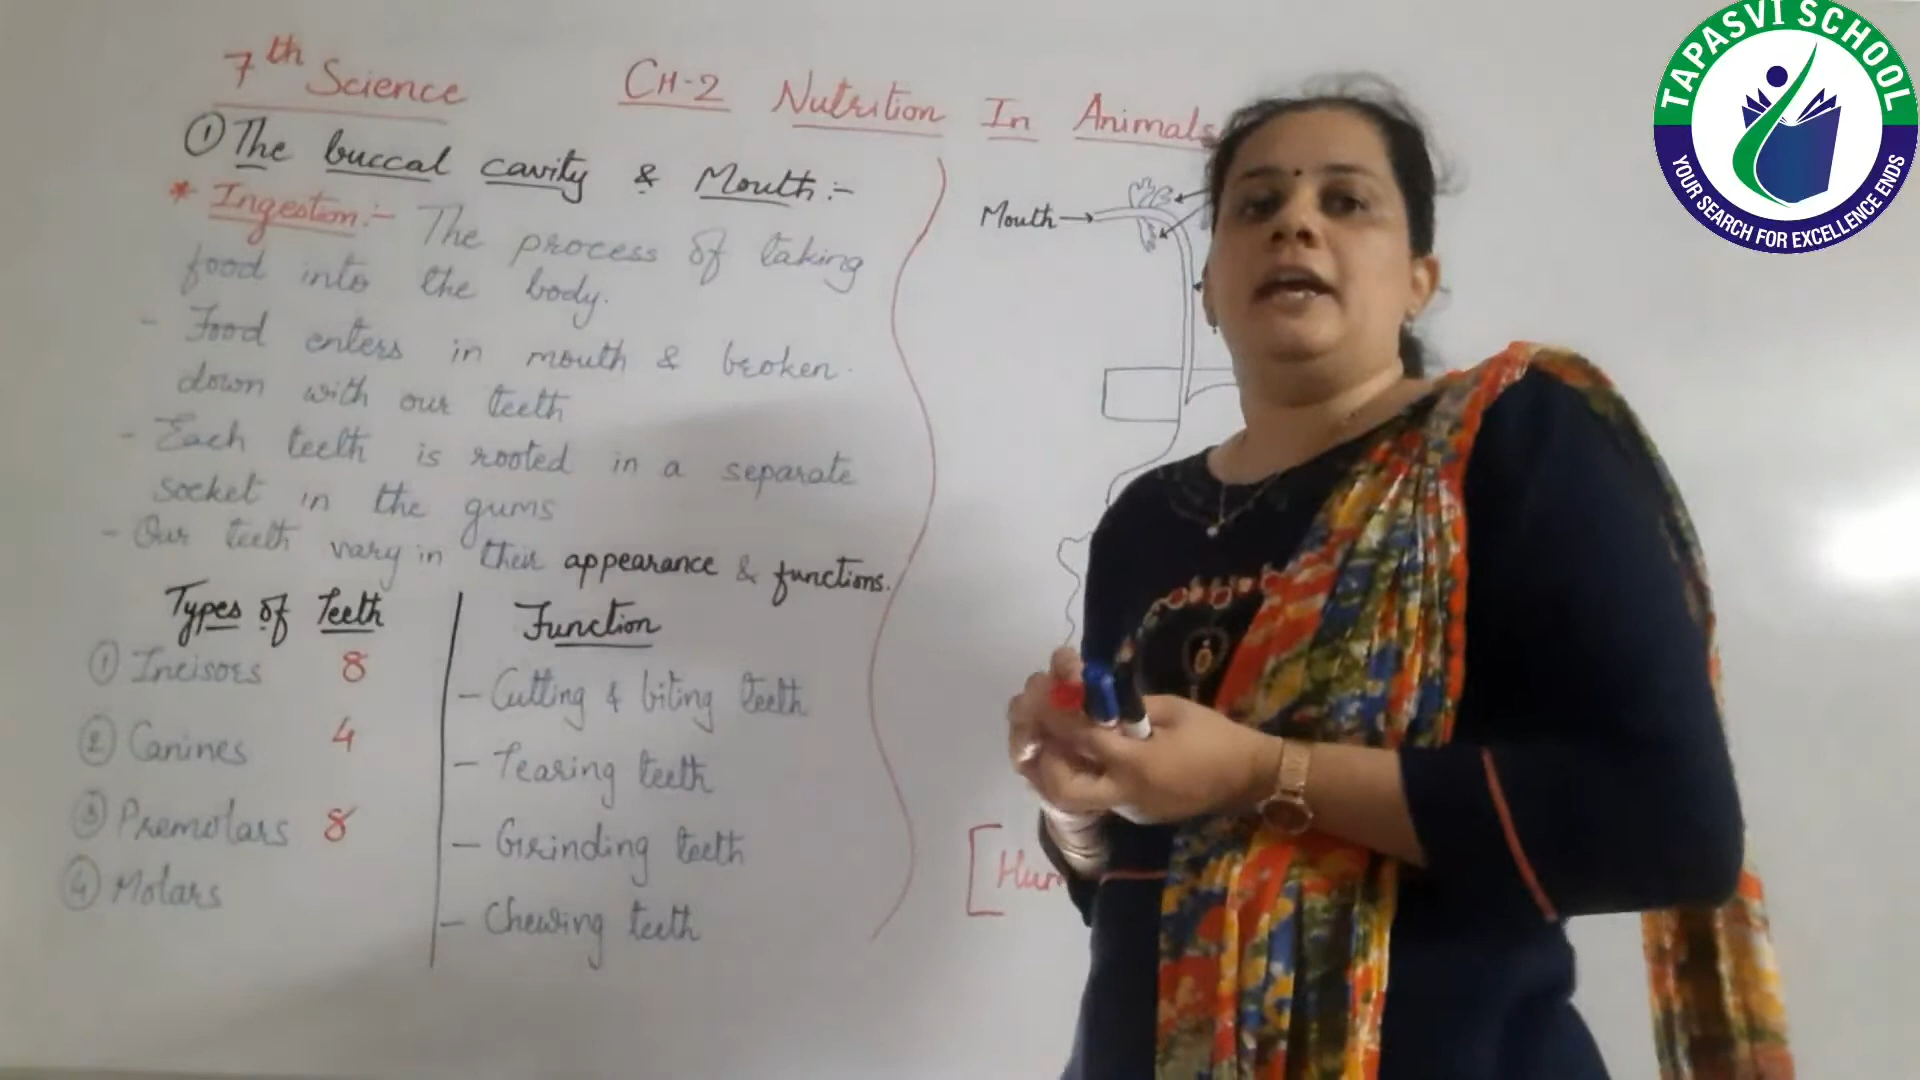 7th Science CH-2 Nutrition In Animals
① The buccal cavity & Mouth :-
* Ingestion :- The process of taking
food into the body.
- Food enters in mouth & broken
down with our teeth
- Each teeth is rooted in a separate
socket in the gums
- Our teeth vary in their appearance & functions.
Types of Teeth
Function
① Incisors 8
- Cutting & biting teeth
② Canines 4
- Tearing teeth
③ Premolars 8
- Grinding teeth
④ Molars
- Chewing teeth
Mouth
[Hum
TAPASVI SCHOOL
YOUR SEARCH FOR EXCELLENCE ENDS